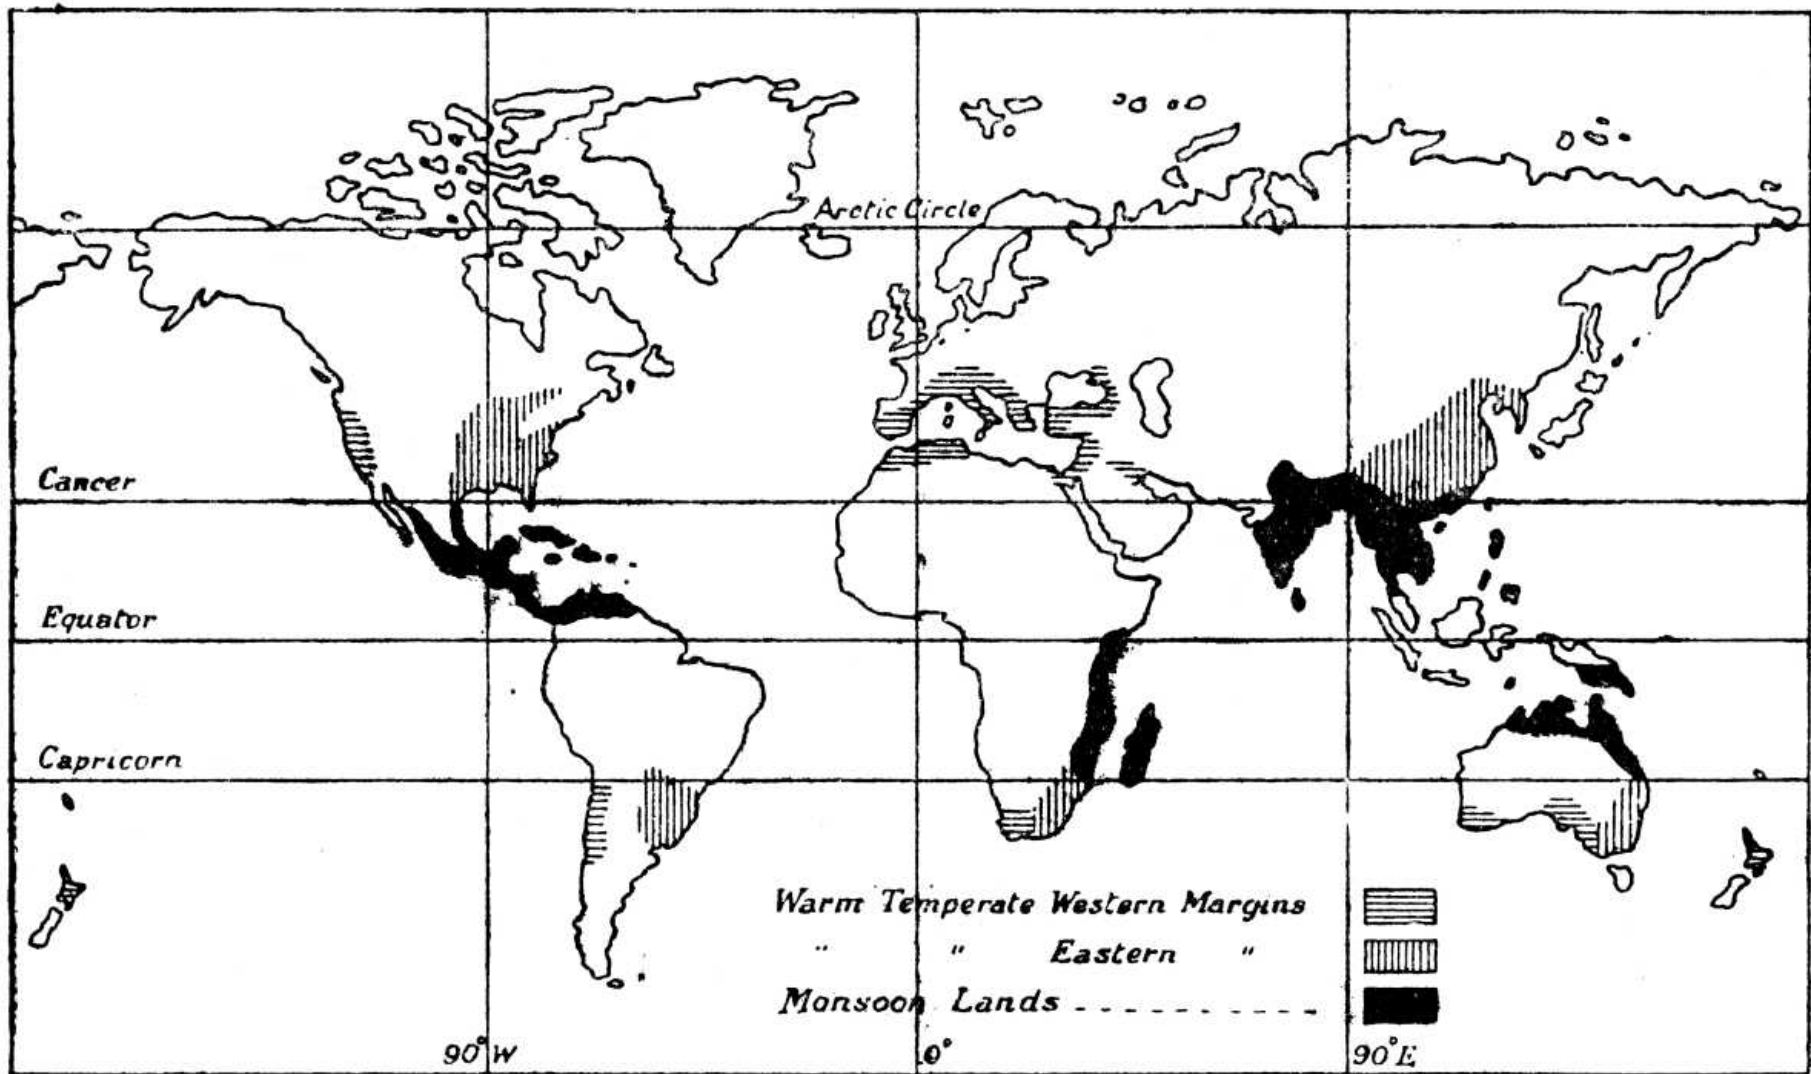 Arctic Circle
Cancer
Equator
Capricorn
Warm Temperate Western Margins
" " Eastern "
Monsoon Lands - - - - - - - - -
90°W 0° 90°E